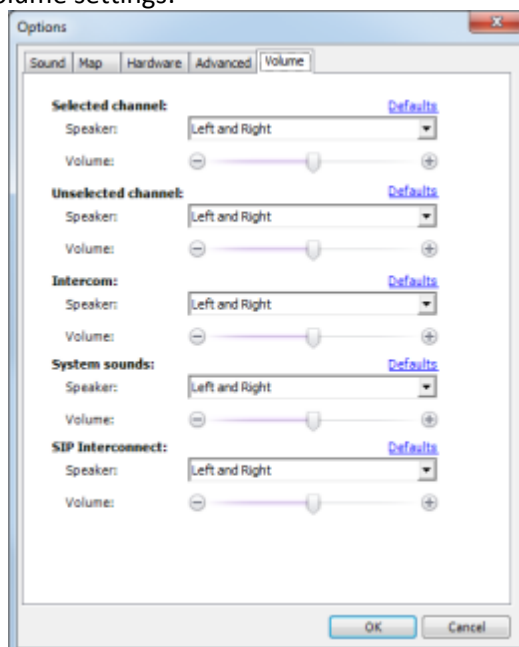 olume settings:
Options
Sound Map Hardware Advanced Volume
Selected channel: Defaults
Speaker: Left and Right
Volume:
Unselected channel: Defaults
Speaker: Left and Right
Volume:
Intercom: Defaults
Speaker: Left and Right
Volume:
System sounds: Defaults
Speaker: Left and Right
Volume:
SIP Interconnect: Defaults
Speaker: Left and Right
Volume:
OK Cancel